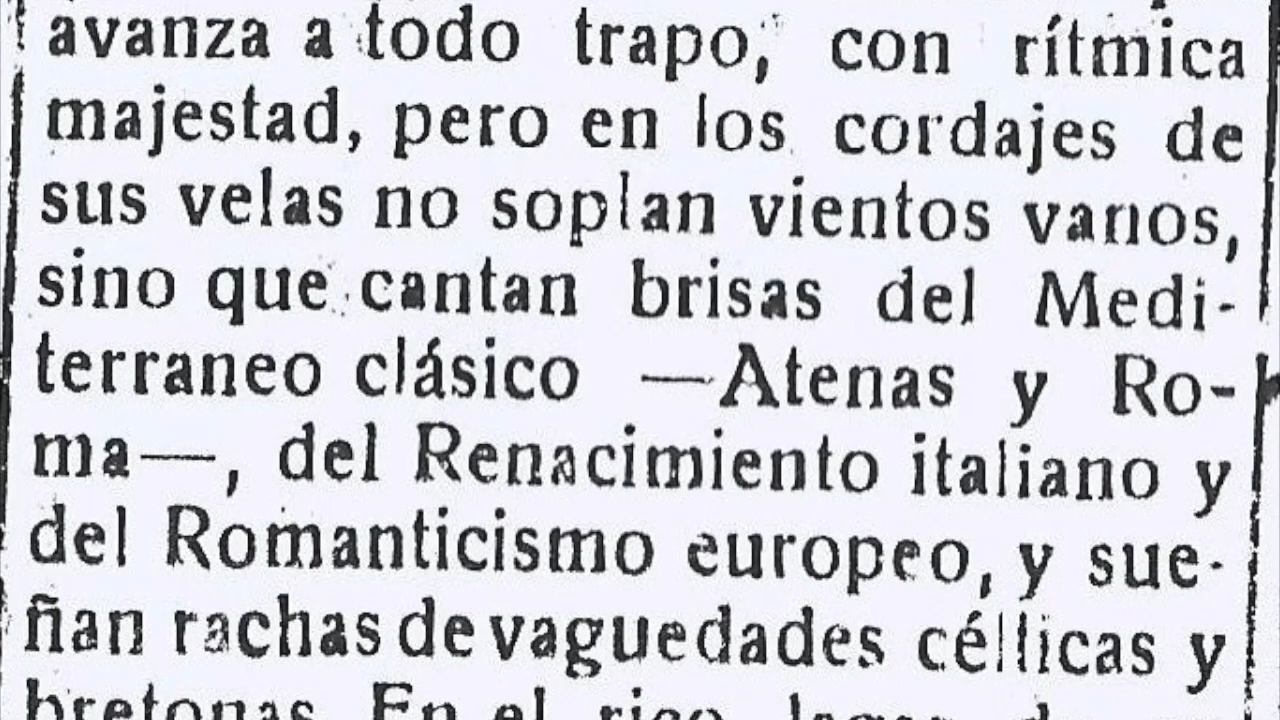 avanza a todo trapo, con rítmica
majestad, pero en los cordajes de
sus velas no soplan vientos vanos,
sino que cantan brisas del Medi-
terraneo clásico —Atenas y Ro-
ma—, del Renacimiento italiano y
del Romanticismo europeo, y sue-
ñan rachas de vaguedades célticas y
bretonas. En el rico